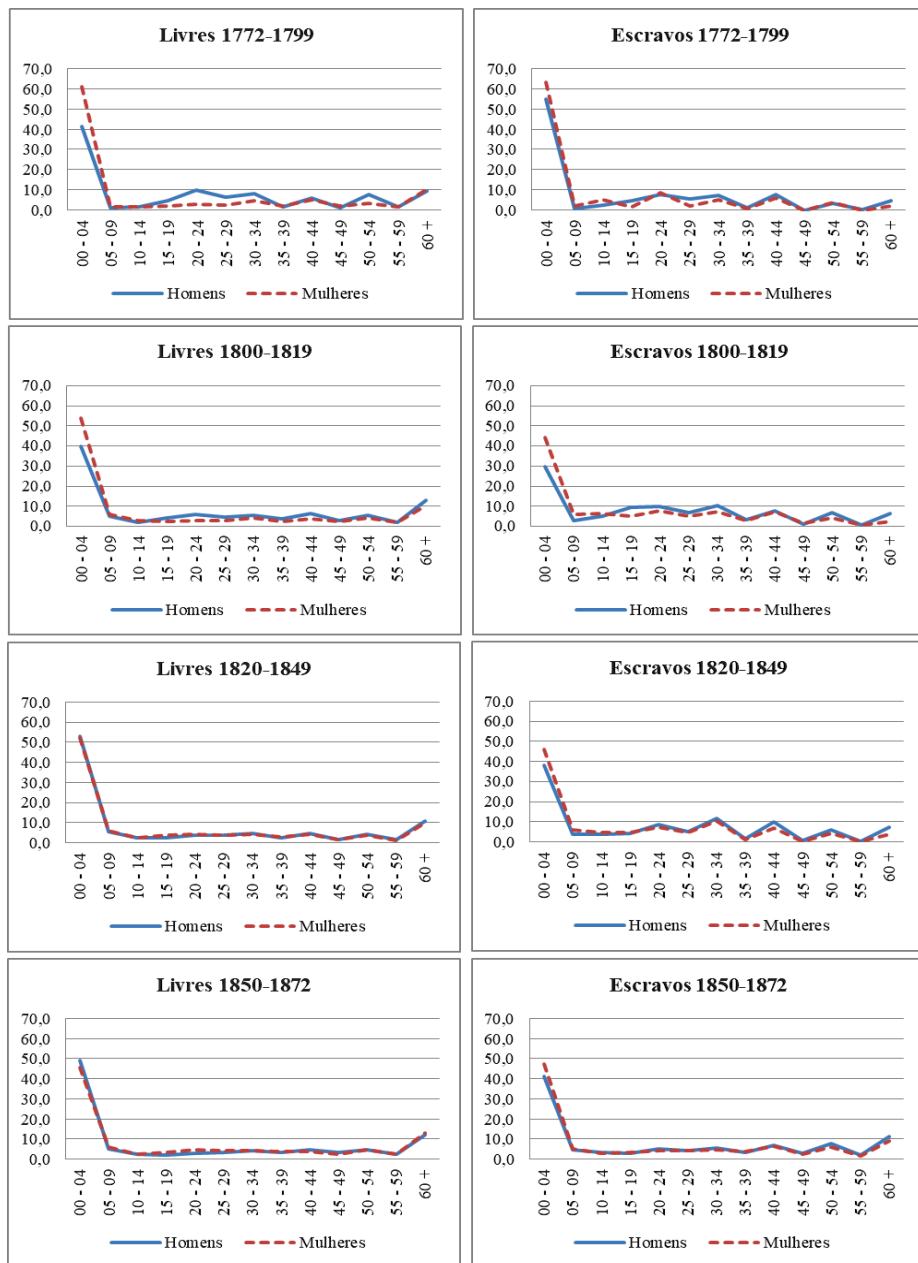 Livres 1772-1799
70,0
60,0
50,0
40,0
30,0
20,0
10,0
0,0
00 - 04
05 - 09
10 - 14
15 - 19
20 - 24
25 - 29
30 - 34
35 - 39
40 - 44
45 - 49
50 - 54
55 - 59
60 +
Homens Mulheres
Escravos 1772-1799
70,0
60,0
50,0
40,0
30,0
20,0
10,0
0,0
00 - 04
05 - 09
10 - 14
15 - 19
20 - 24
25 - 29
30 - 34
35 - 39
40 - 44
45 - 49
50 - 54
55 - 59
60 +
Homens Mulheres
Livres 1800-1819
70,0
60,0
50,0
40,0
30,0
20,0
10,0
0,0
00 - 04
05 - 09
10 - 14
15 - 19
20 - 24
25 - 29
30 - 34
35 - 39
40 - 44
45 - 49
50 - 54
55 - 59
60 +
Homens Mulheres
Escravos 1800-1819
70,0
60,0
50,0
40,0
30,0
20,0
10,0
0,0
00 - 04
05 - 09
10 - 14
15 - 19
20 - 24
25 - 29
30 - 34
35 - 39
40 - 44
45 - 49
50 - 54
55 - 59
60 +
Homens Mulheres
Livres 1820-1849
70,0
60,0
50,0
40,0
30,0
20,0
10,0
0,0
00 - 04
05 - 09
10 - 14
15 - 19
20 - 24
25 - 29
30 - 34
35 - 39
40 - 44
45 - 49
50 - 54
55 - 59
60 +
Homens Mulheres
Escravos 1820-1849
70,0
60,0
50,0
40,0
30,0
20,0
10,0
0,0
00 - 04
05 - 09
10 - 14
15 - 19
20 - 24
25 - 29
30 - 34
35 - 39
40 - 44
45 - 49
50 - 54
55 - 59
60 +
Homens Mulheres
Livres 1850-1872
70,0
60,0
50,0
40,0
30,0
20,0
10,0
0,0
00 - 04
05 - 09
10 - 14
15 - 19
20 - 24
25 - 29
30 - 34
35 - 39
40 - 44
45 - 49
50 - 54
55 - 59
60 +
Homens Mulheres
Escravos 1850-1872
70,0
60,0
50,0
40,0
30,0
20,0
10,0
0,0
00 - 04
05 - 09
10 - 14
15 - 19
20 - 24
25 - 29
30 - 34
35 - 39
40 - 44
45 - 49
50 - 54
55 - 59
60 +
Homens Mulheres